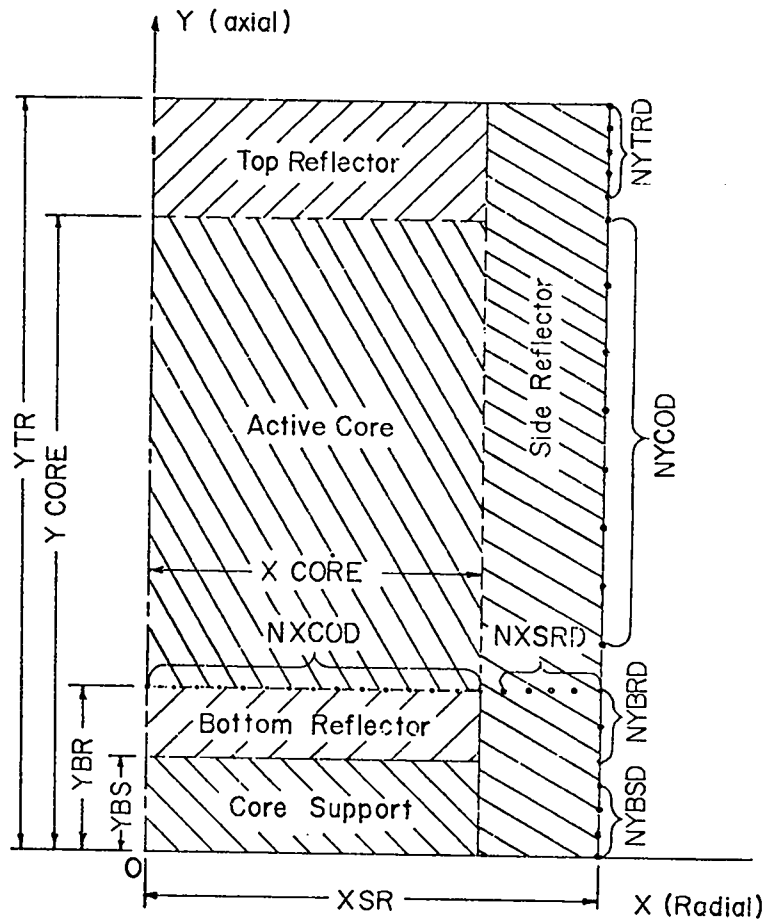 Y (axial)
Top Reflector
NYTRD
Side Reflector
Active Core
NYCOD
Y TR
Y CORE
X CORE
NXCOD
NXSRD
Bottom Reflector
NYBRD
YBR
YBS
Core Support
NYBSD
O
XSR
X (Radial)